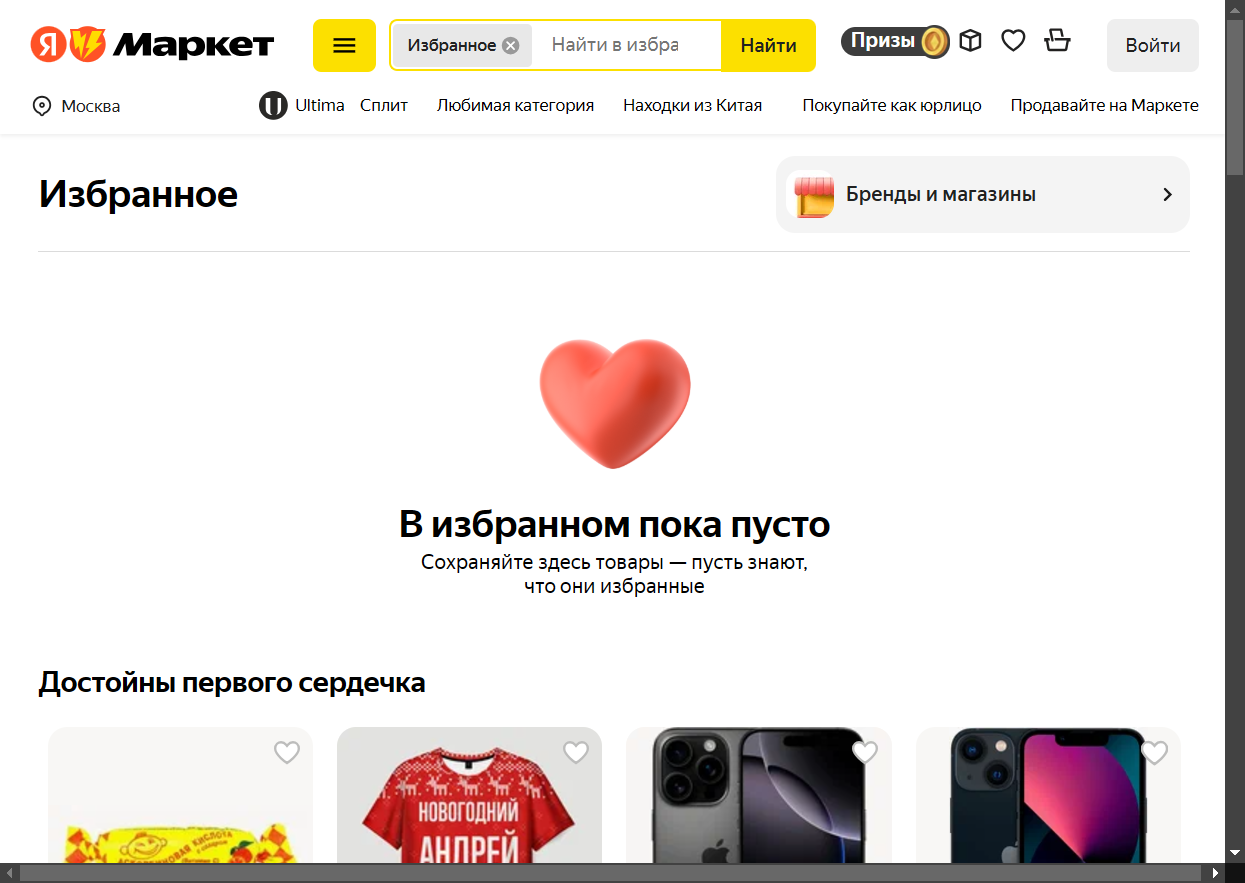 Я Маркет
Избранное
Найти в избра
Найти
Призы
Войти
Москва
Ultima
Сплит
Любимая категория
Находки из Китая
Покупайте как юрлицо
Продавайте на Маркете
Избранное
Бренды и магазины
В избранном пока пусто
Сохраняйте здесь товары — пусть знают,
что они избранные
Достойны первого сердечка
АСКОРБИНОВАЯ КИСЛОТА
с сахаром
НОВОГОДНИЙ
АНДРЕЙ